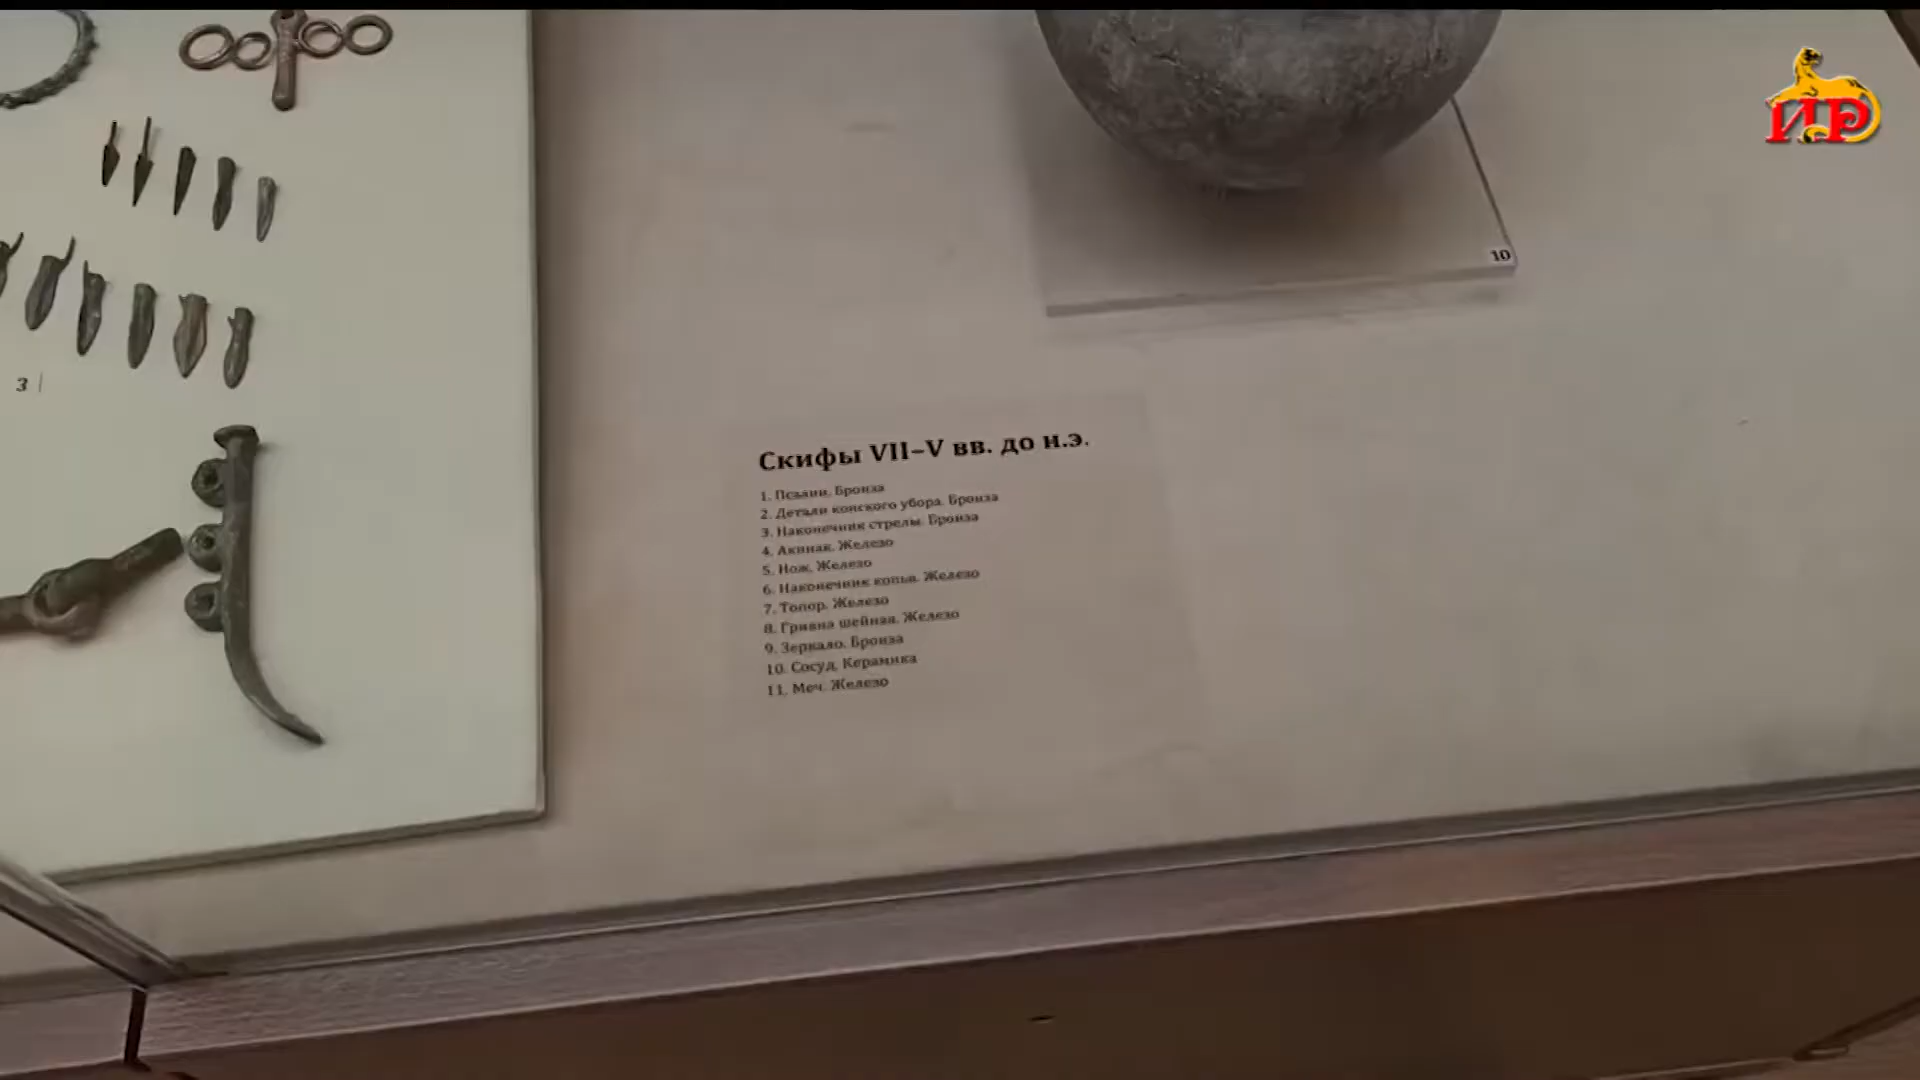 ИР
10
3
Скифы VII–V вв. до н.э.
1. Псалии. Бронза
2. Детали конского убора. Бронза
3. Наконечник стрелы. Бронза
4. Акинак. Железо
5. Нож. Железо
6. Наконечник копья. Железо
7. Топор. Железо
8. Гривна шейная. Железо
9. Зеркало. Бронза
10. Сосуд. Керамика
11. Меч. Железо